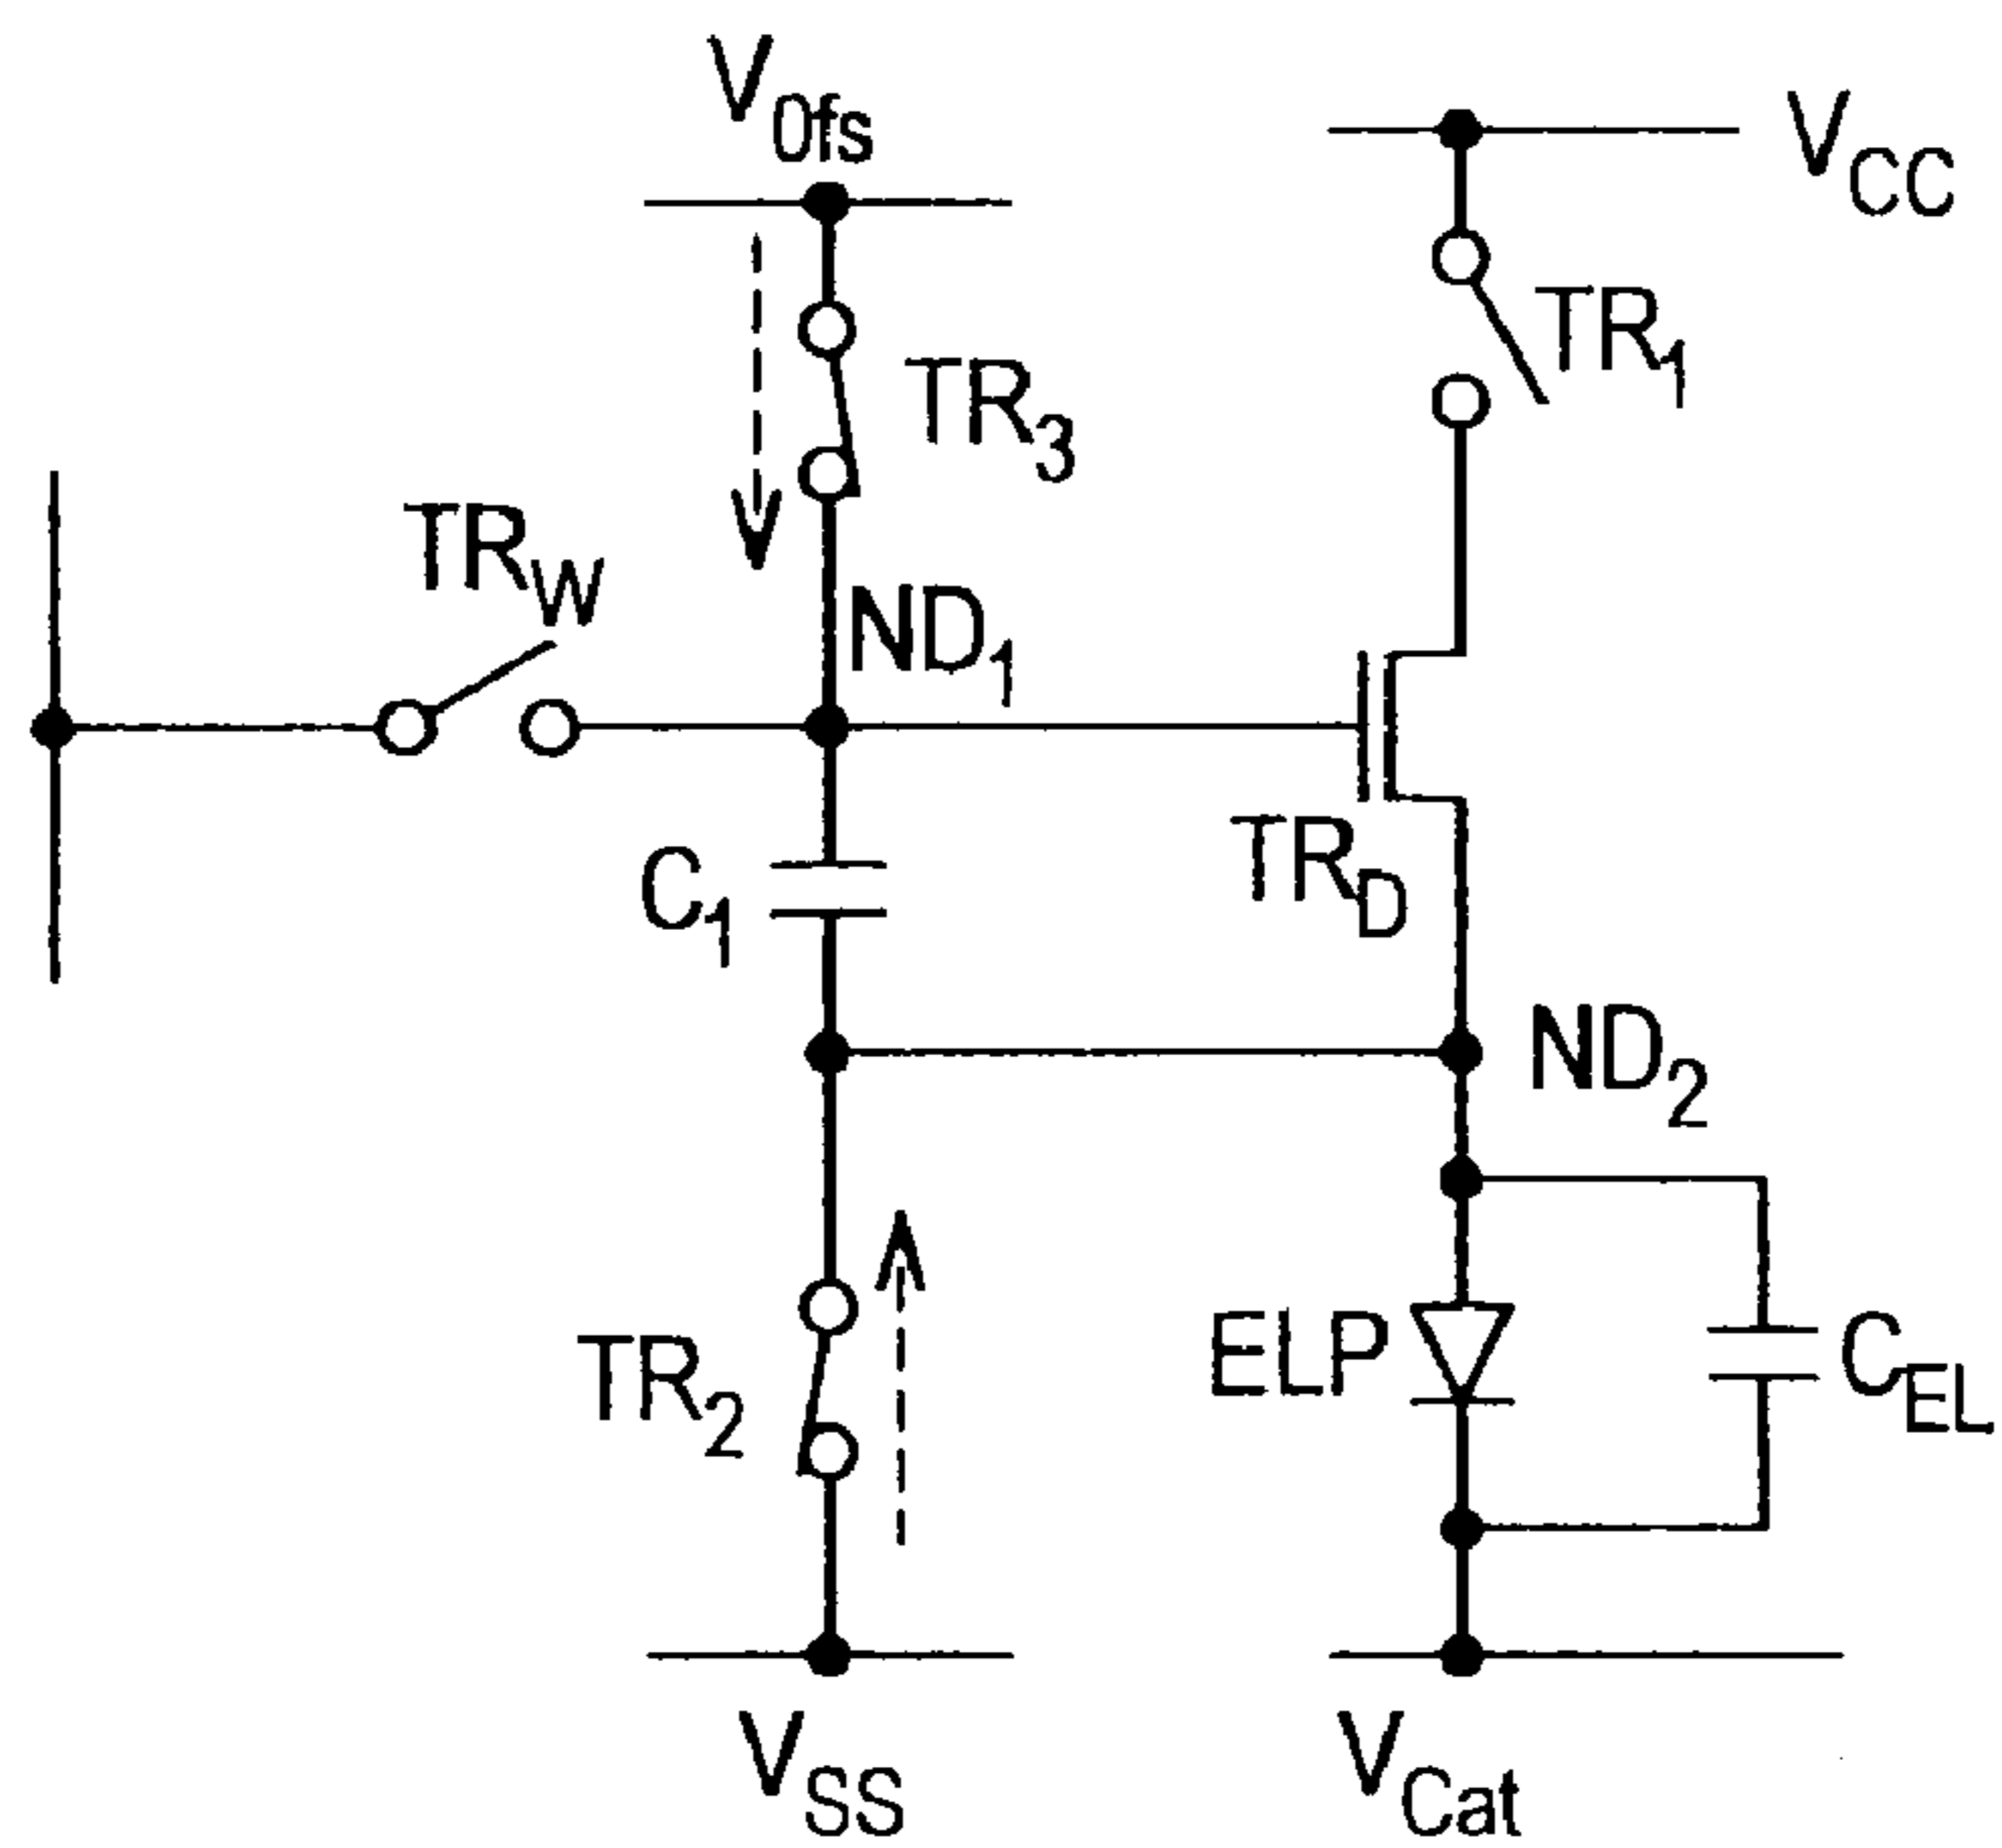 V0fs
VCC
TR1
TR3
TRW
ND1
C1
TRD
ND2
TR2
ELP
CEL
VSS
VCat